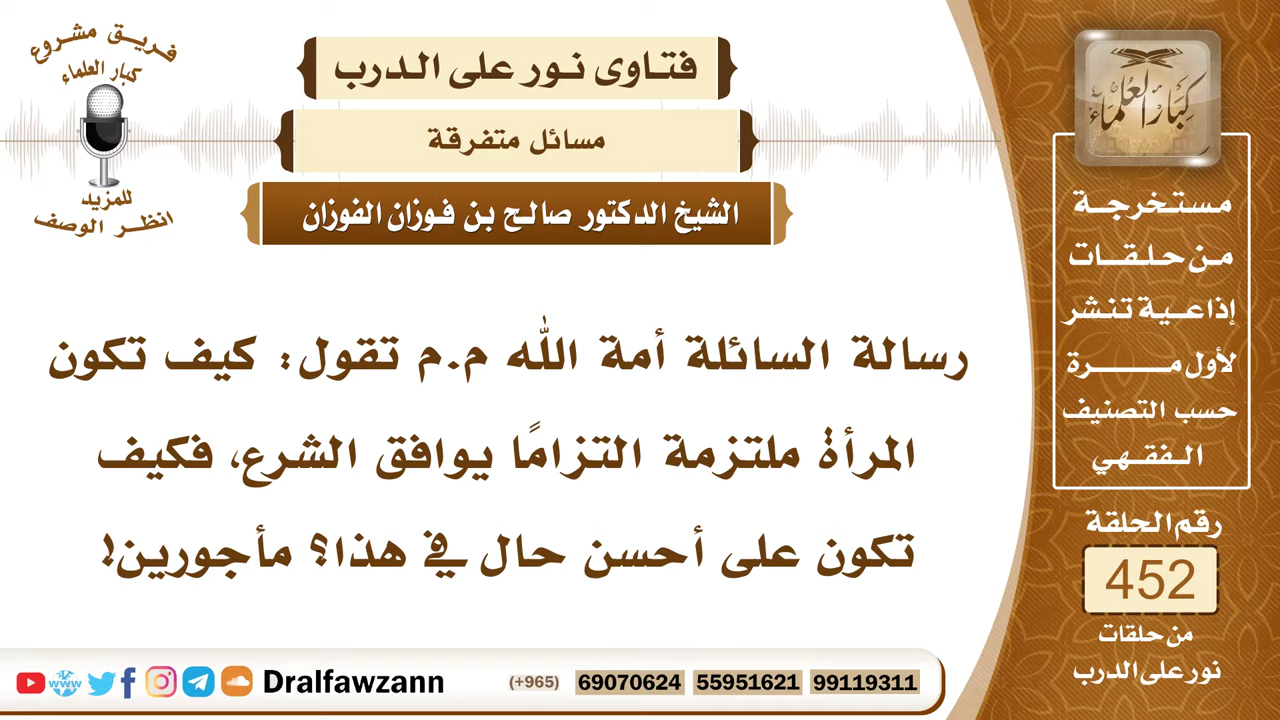 فريق مشروع
كبار العلماء
للمزيد
انظر الوصف
فتاوى نور على الدرب
مسائل متفرقة
الشيخ الدكتور صالح بن فوزان الفوزان
رسالة السائلة أمة الله م.م تقول: كيف تكون
المرأة ملتزمة التزامًا يوافق الشرع، فكيف
تكون على أحسن حال في هذا؟ مأجورين!
كبار العلماء
مستخرجة
من حلقات
إذاعية تنشر
لأول مرة
حسب التصنيف
الفقهي
رقم الحلقة
452
من حلقات
نور على الدرب
www Dralfawzann (+965) 69070624 55951621 99119311